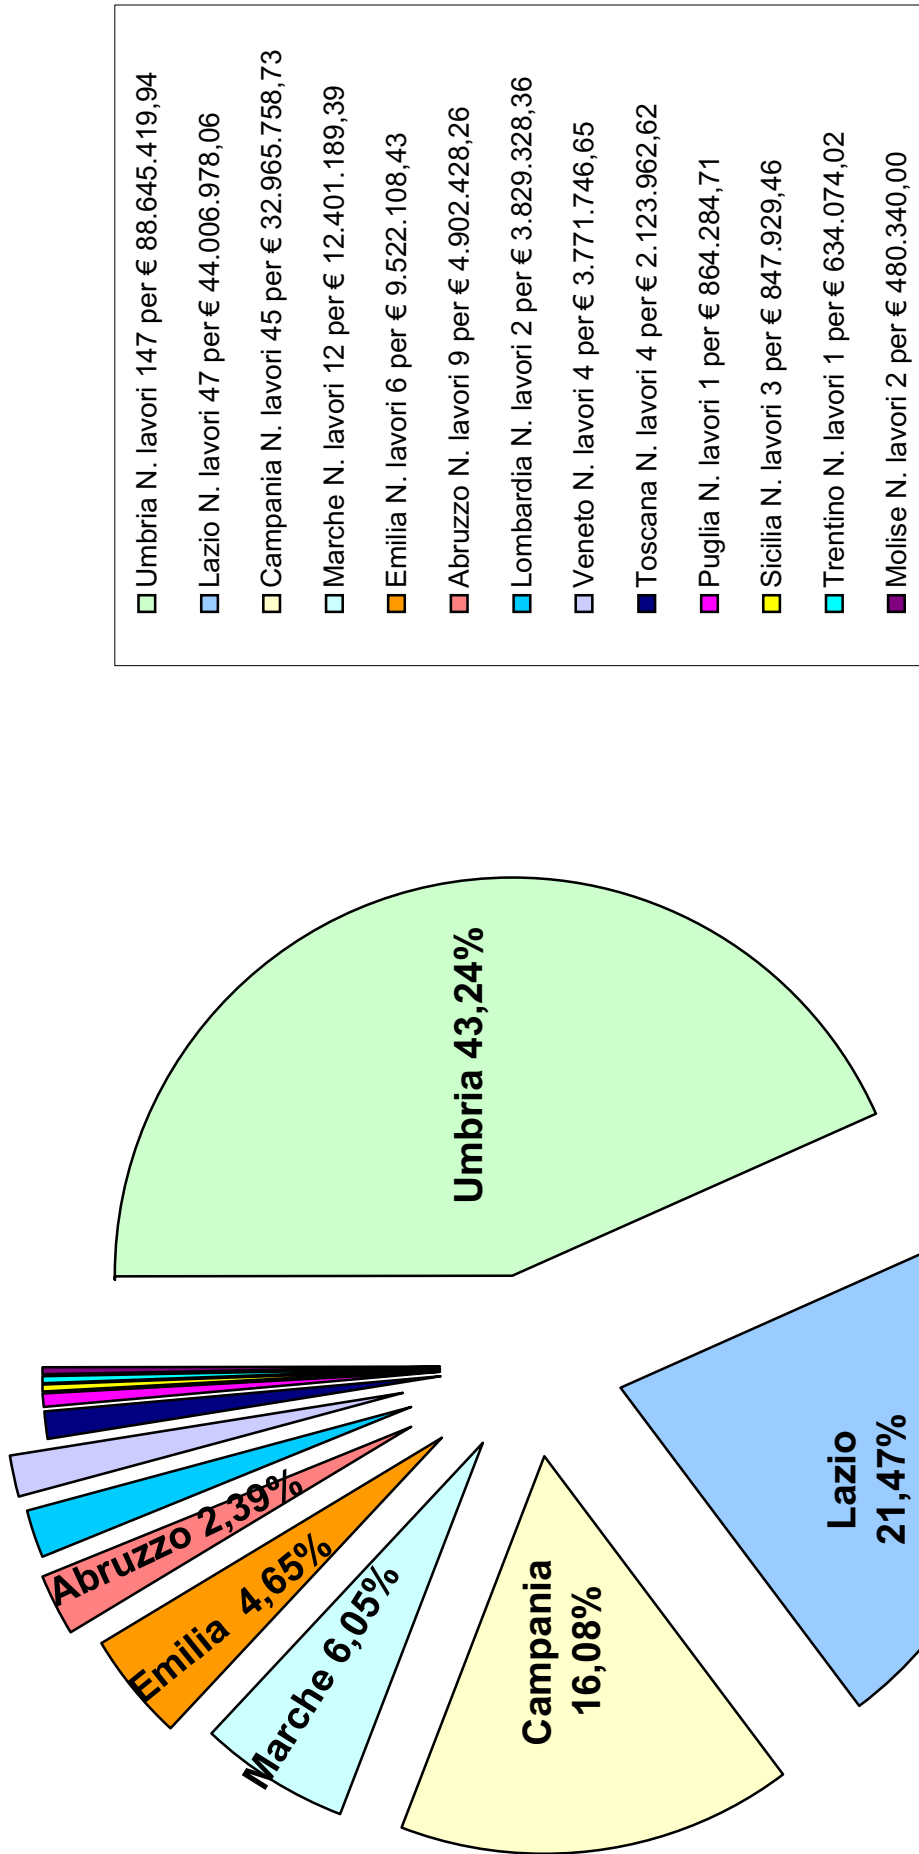 Umbria 43,24%
Lazio
21,47%
Campania
16,08%
Marche 6,05%
Emilia 4,65%
Abruzzo 2,39%
Umbria N. lavori 147 per € 88.645.419,94
Lazio N. lavori 47 per € 44.006.978,06
Campania N. lavori 45 per € 32.965.758,73
Marche N. lavori 12 per € 12.401.189,39
Emilia N. lavori 6 per € 9.522.108,43
Abruzzo N. lavori 9 per € 4.902.428,26
Lombardia N. lavori 2 per € 3.829.328,36
Veneto N. lavori 4 per € 3.771.746,65
Toscana N. lavori 4 per € 2.123.962,62
Puglia N. lavori 1 per € 864.284,71
Sicilia N. lavori 3 per € 847.929,46
Trentino N. lavori 1 per € 634.074,02
Molise N. lavori 2 per € 480.340,00